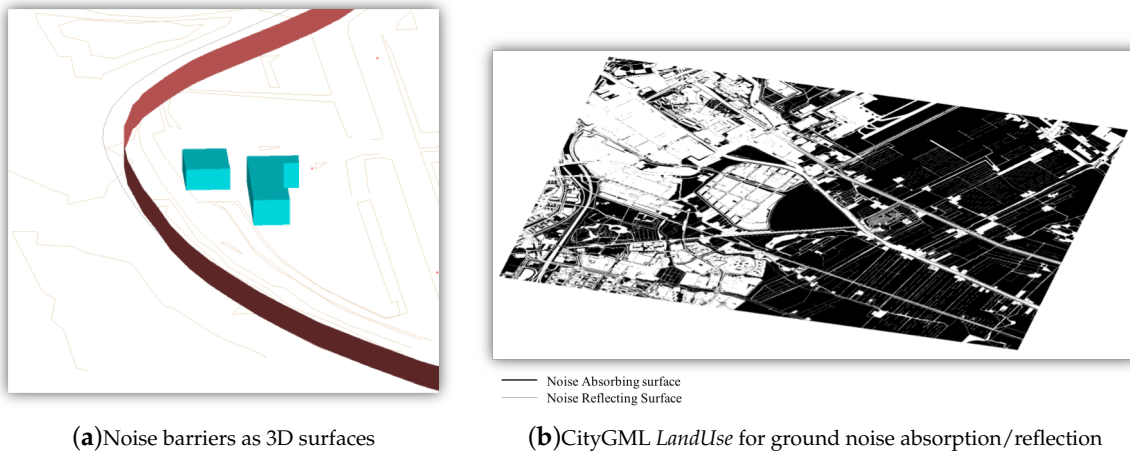 Noise Absorbing surface
Noise Reflecting Surface
(a)Noise barriers as 3D surfaces
(b)CityGML LandUse for ground noise absorption/reflection